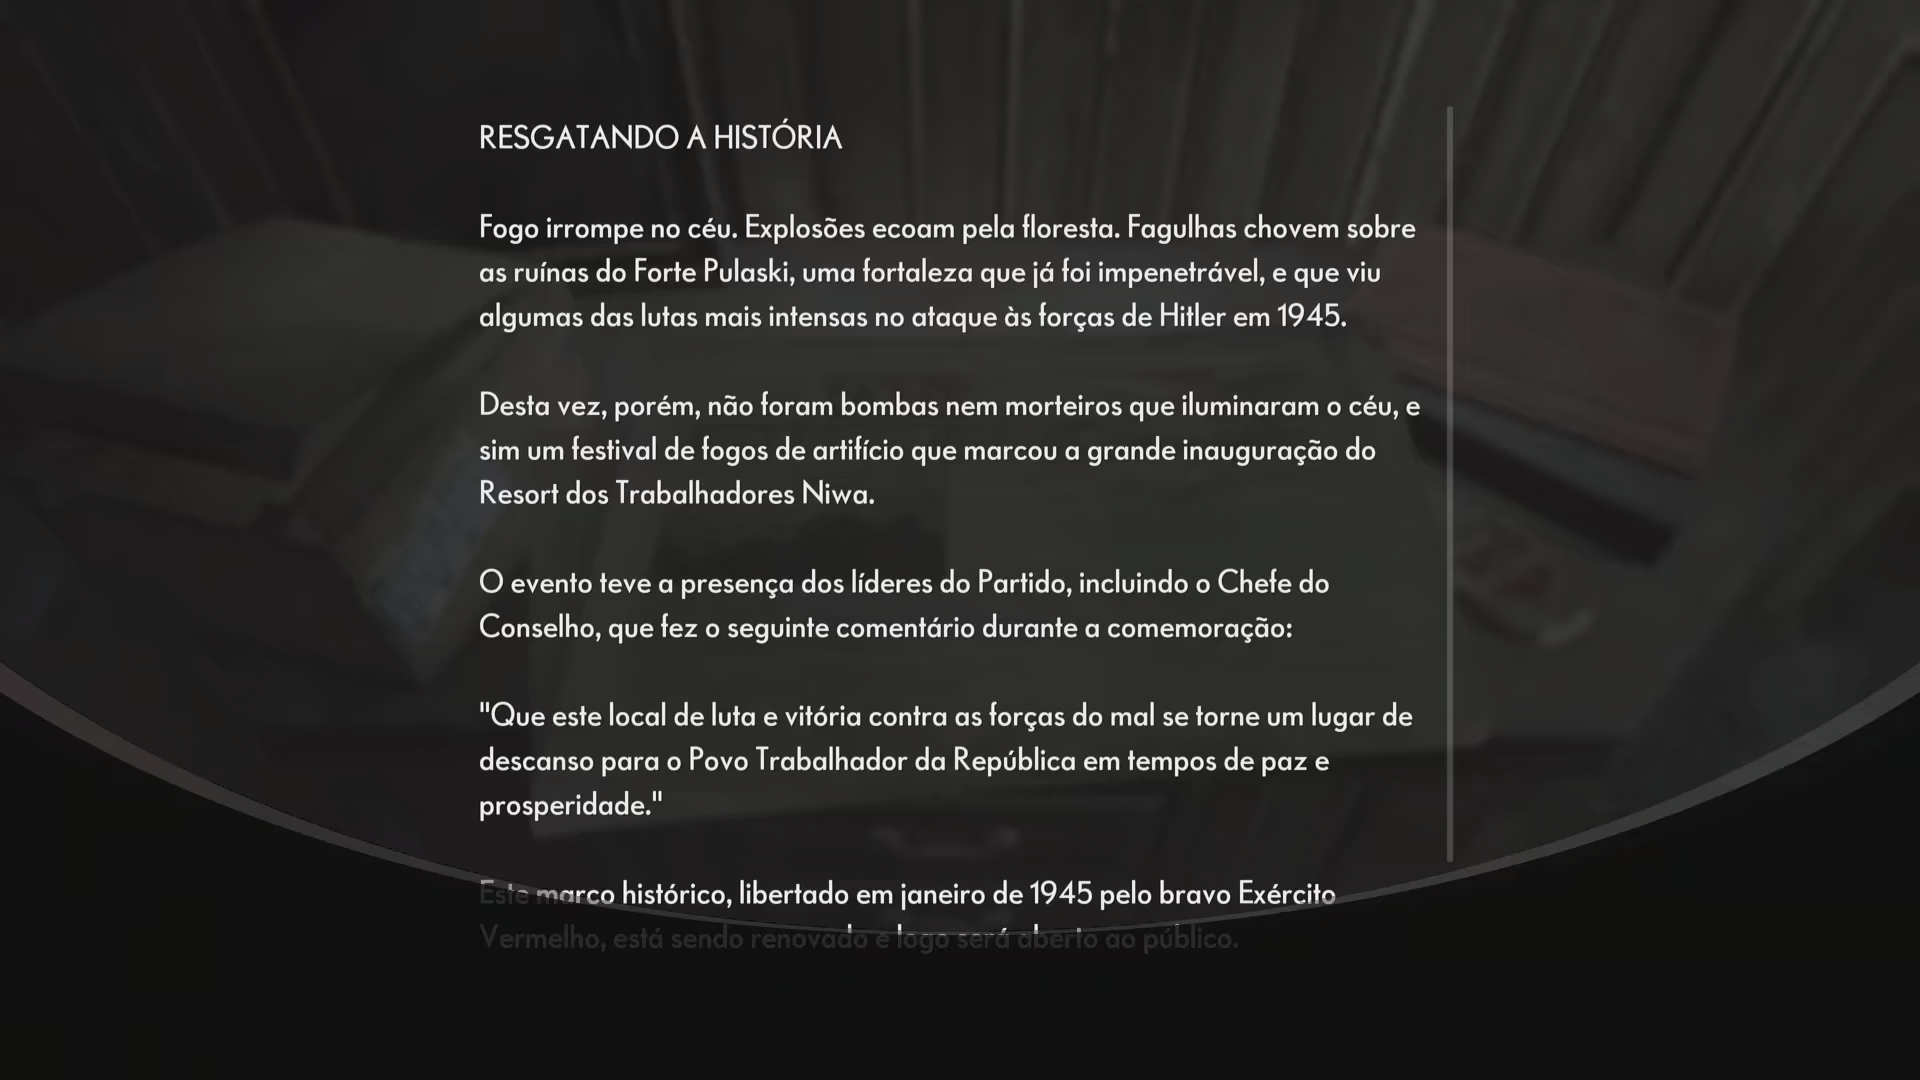 RESGATANDO A HISTÓRIA
Fogo irrompe no céu. Explosões ecoam pela floresta. Fagulhas chovem sobre
as ruínas do Forte Pulaski, uma fortaleza que já foi impenetrável, e que viu
algumas das lutas mais intensas no ataque às forças de Hitler em 1945.
Desta vez, porém, não foram bombas nem morteiros que iluminaram o céu, e
sim um festival de fogos de artifício que marcou a grande inauguração do
Resort dos Trabalhadores Niwa.
O evento teve a presença dos líderes do Partido, incluindo o Chefe do
Conselho, que fez o seguinte comentário durante a comemoração:
"Que este local de luta e vitória contra as forças do mal se torne um lugar de
descanso para o Povo Trabalhador da República em tempos de paz e
prosperidade."
Este marco histórico, libertado em janeiro de 1945 pelo bravo Exército
Vermelho, está sendo renovado e logo será aberto ao público.